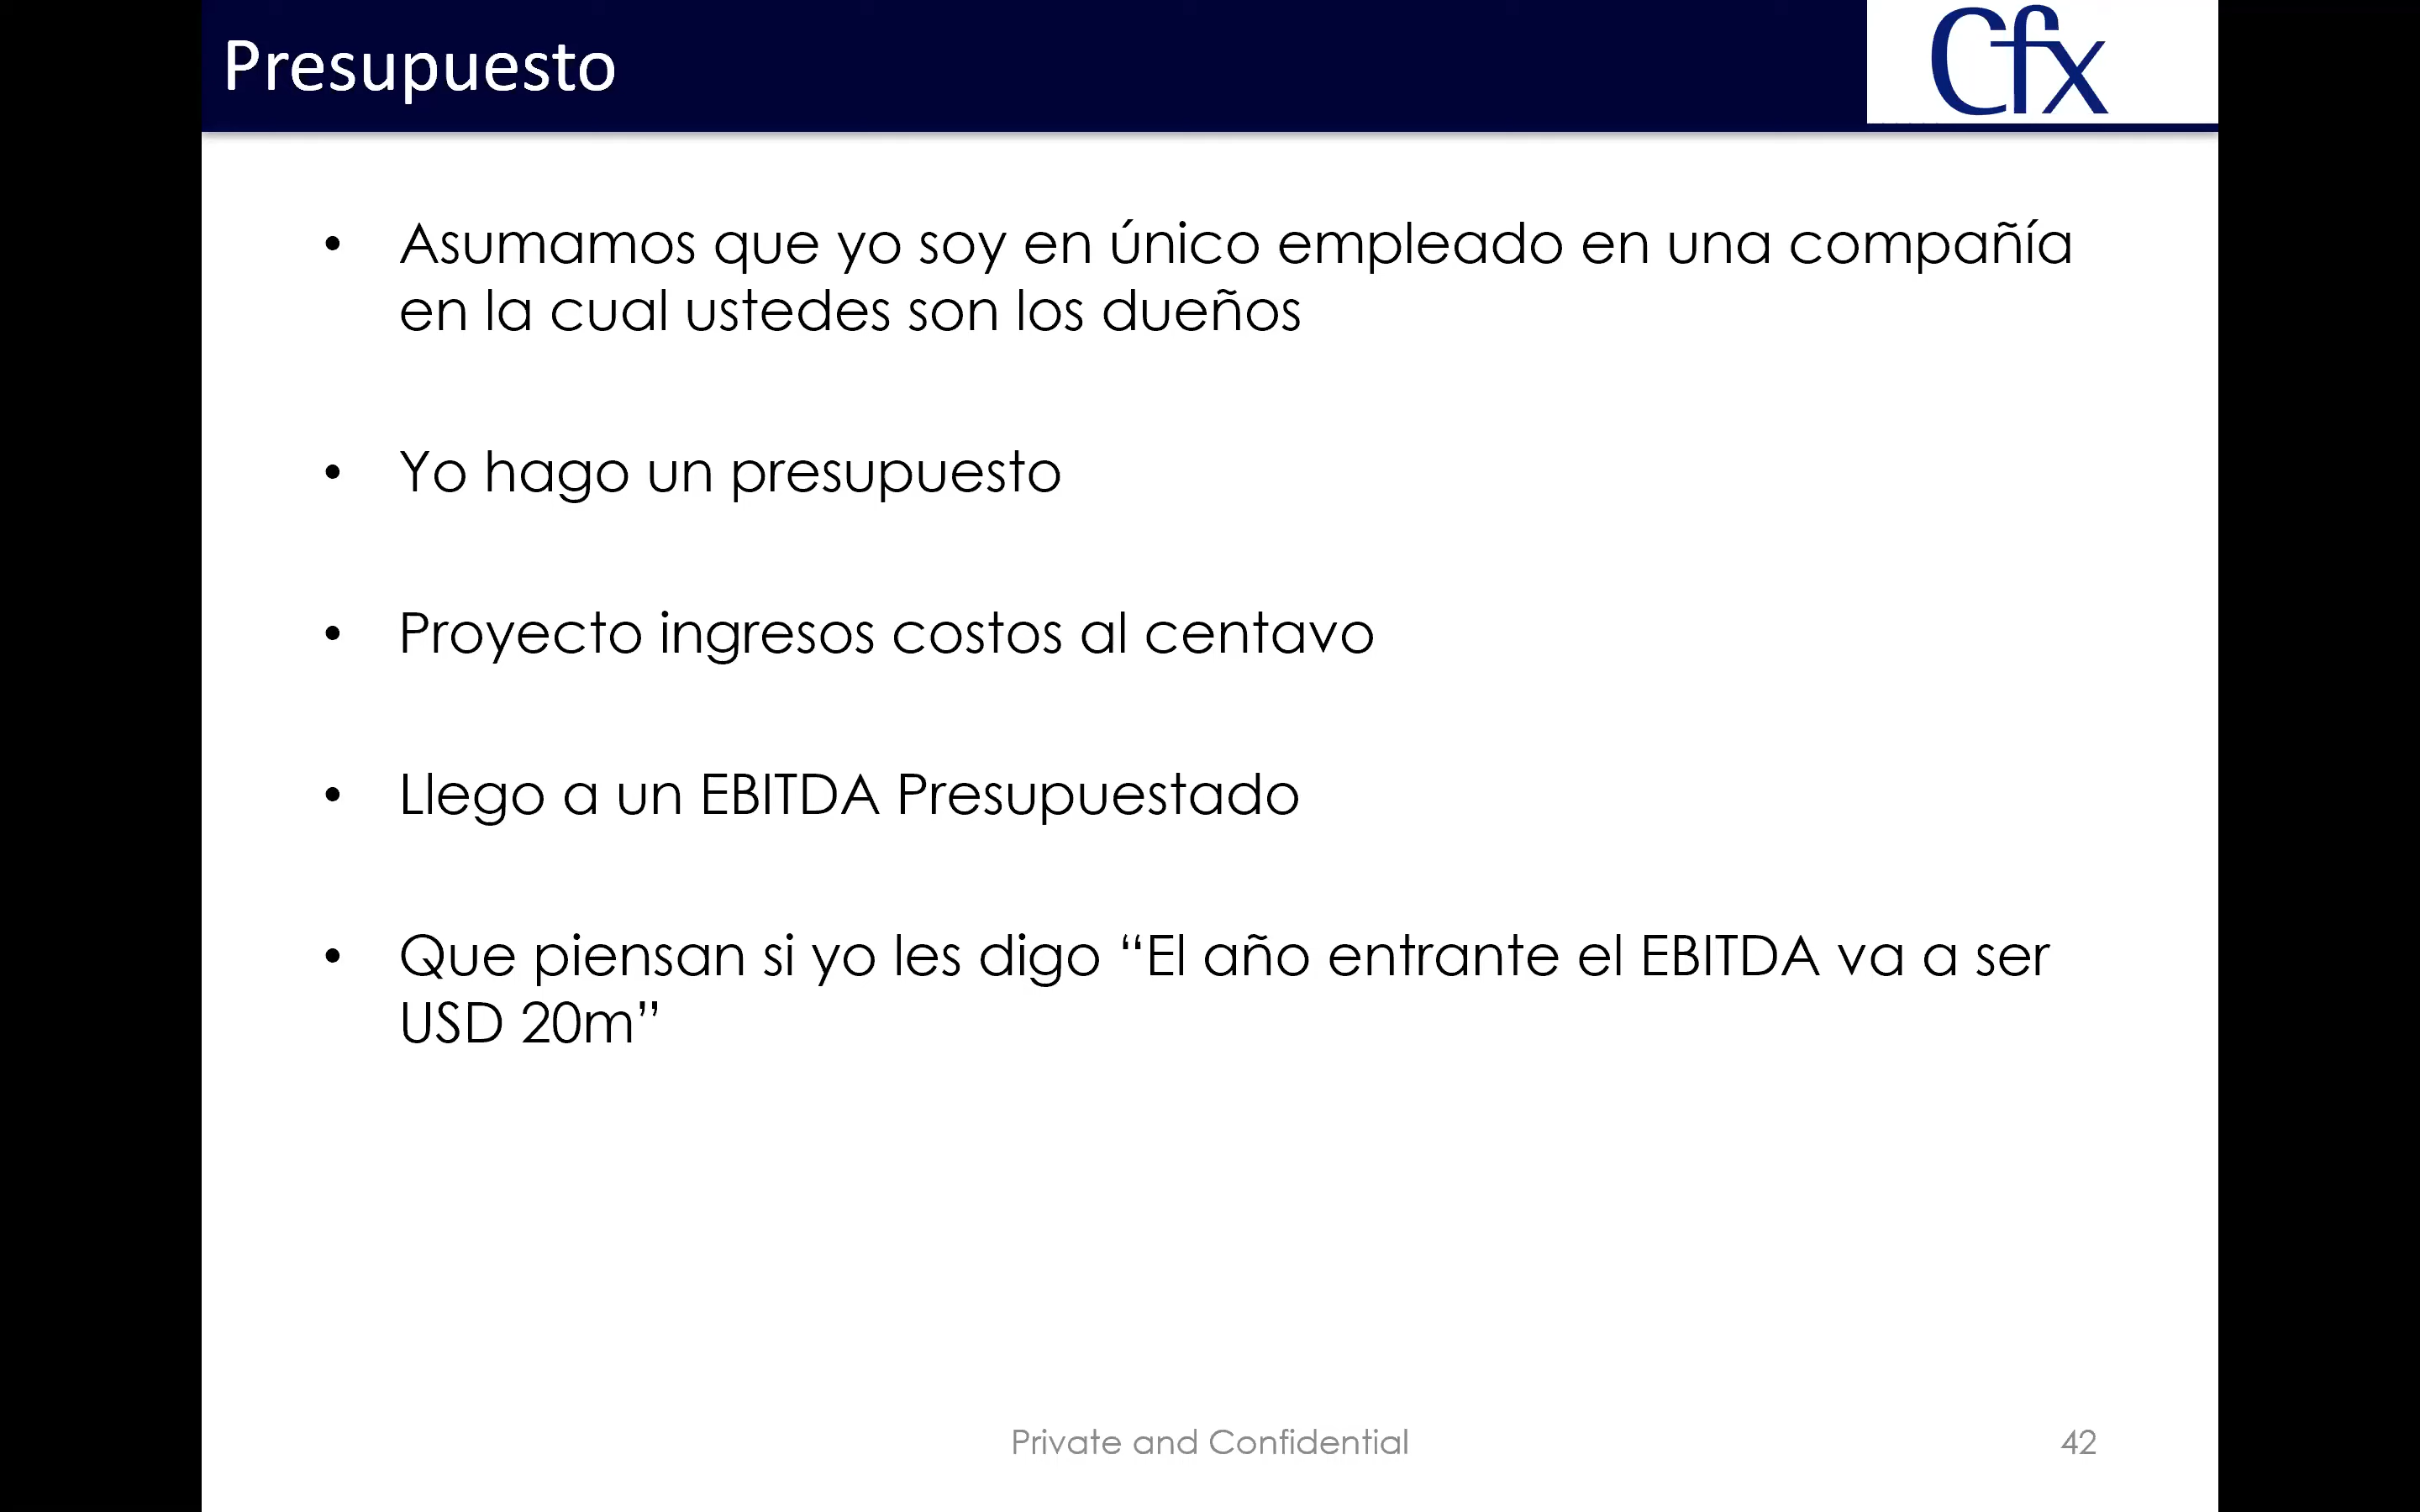 Presupuesto
Cfx
• Asumamos que yo soy en único empleado en una compañía
en la cual ustedes son los dueños
• Yo hago un presupuesto
• Proyecto ingresos costos al centavo
• Llego a un EBITDA Presupuestado
• Que piensan si yo les digo “El año entrante el EBITDA va a ser
USD 20m”
Private and Confidential
42